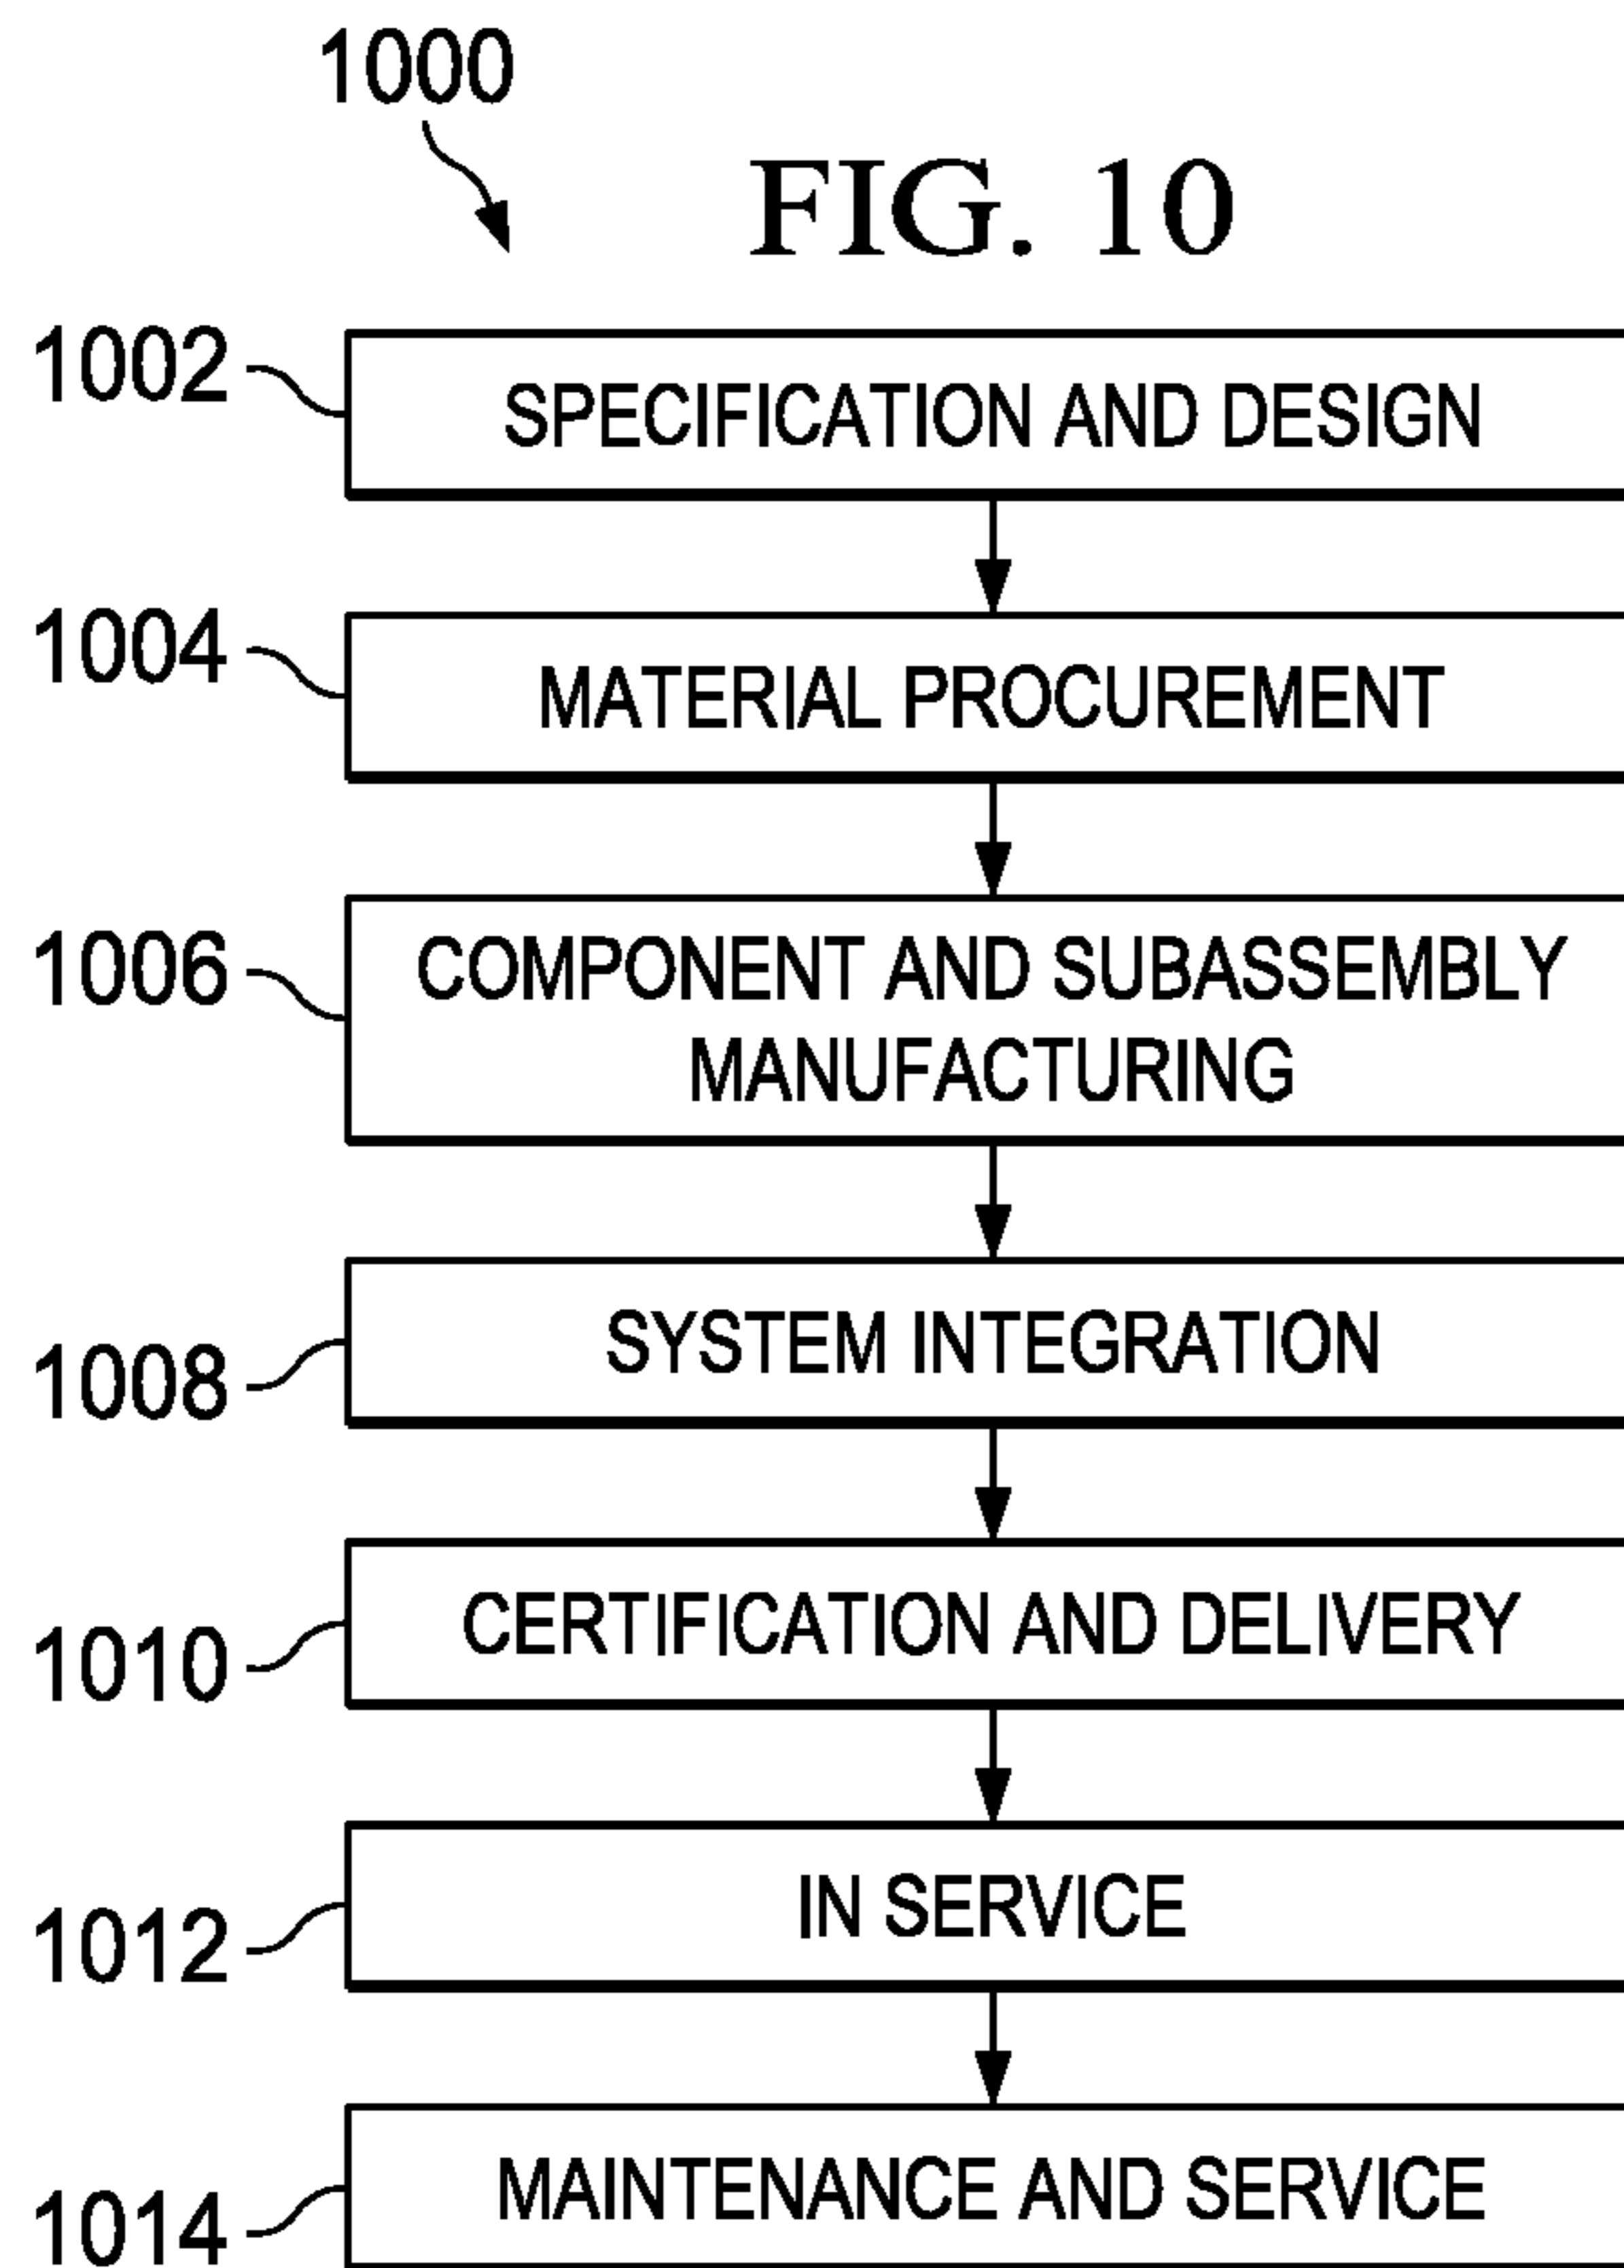 1000
FIG. 10
1002
SPECIFICATION AND DESIGN
1004
MATERIAL PROCUREMENT
1006
COMPONENT AND SUBASSEMBLY
MANUFACTURING
1008
SYSTEM INTEGRATION
1010
CERTIFICATION AND DELIVERY
1012
IN SERVICE
1014
MAINTENANCE AND SERVICE